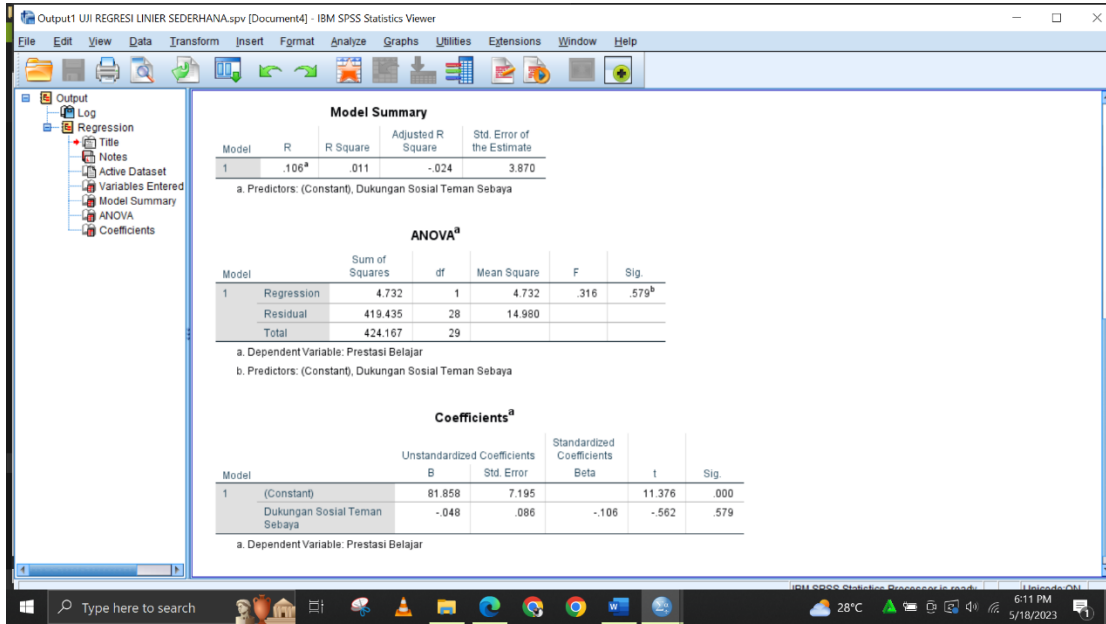 Output1 UJI REGRESI LINIER SEDERHANA.spv [Document4] - IBM SPSS Statistics Viewer
File Edit View Data Transform Insert Format Analyze Graphs Utilities Extensions Window Help
Output
Log
Regression
Title
Notes
Active Dataset
Variables Entered
Model Summary
ANOVA
Coefficients
Model Summary
Model R R Square Adjusted R Square Std. Error of the Estimate
1 .106a .011 -.024 3.870
a. Predictors: (Constant), Dukungan Sosial Teman Sebaya
ANOVAa
Model Sum of Squares df Mean Square F Sig.
1 Regression 4.732 1 4.732 .316 .579b
Residual 419.435 28 14.980
Total 424.167 29
a. Dependent Variable: Prestasi Belajar
b. Predictors: (Constant), Dukungan Sosial Teman Sebaya
Coefficientsa
Unstandardized Coefficients Standardized Coefficients
Model B Std. Error Beta t Sig.
1 (Constant) 81.858 7.195 11.376 .000
Dukungan Sosial Teman Sebaya -.048 .086 -.106 -.562 .579
a. Dependent Variable: Prestasi Belajar
IBM SPSS Statistics Processor is ready Unicode:ON
Type here to search
28°C
6:11 PM
5/18/2023